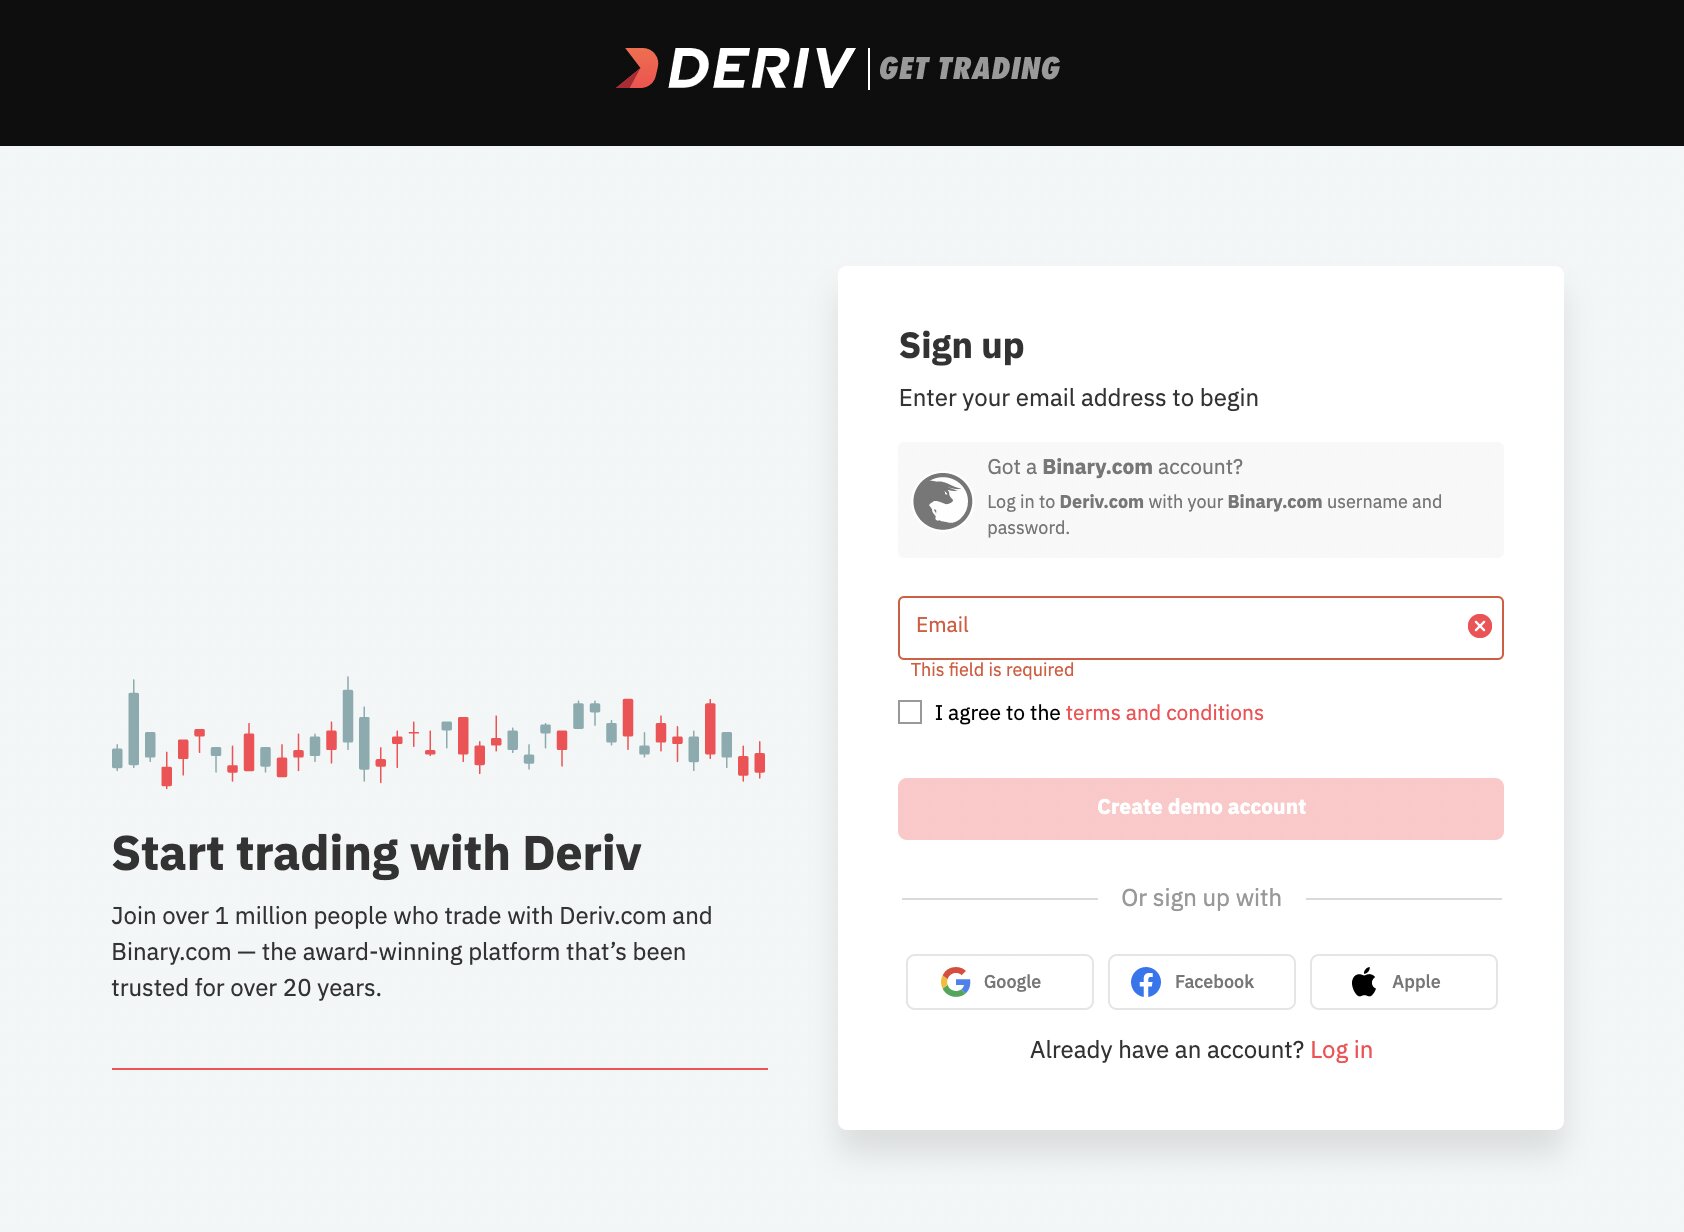 DERIV | GET TRADING
Sign up
Enter your email address to begin
Got a Binary.com account?
Log in to Deriv.com with your Binary.com username and
password.
Email
This field is required
I agree to the terms and conditions
Create demo account
Or sign up with
Google
Facebook
Apple
Already have an account? Log in
Start trading with Deriv
Join over 1 million people who trade with Deriv.com and
Binary.com — the award-winning platform that’s been
trusted for over 20 years.